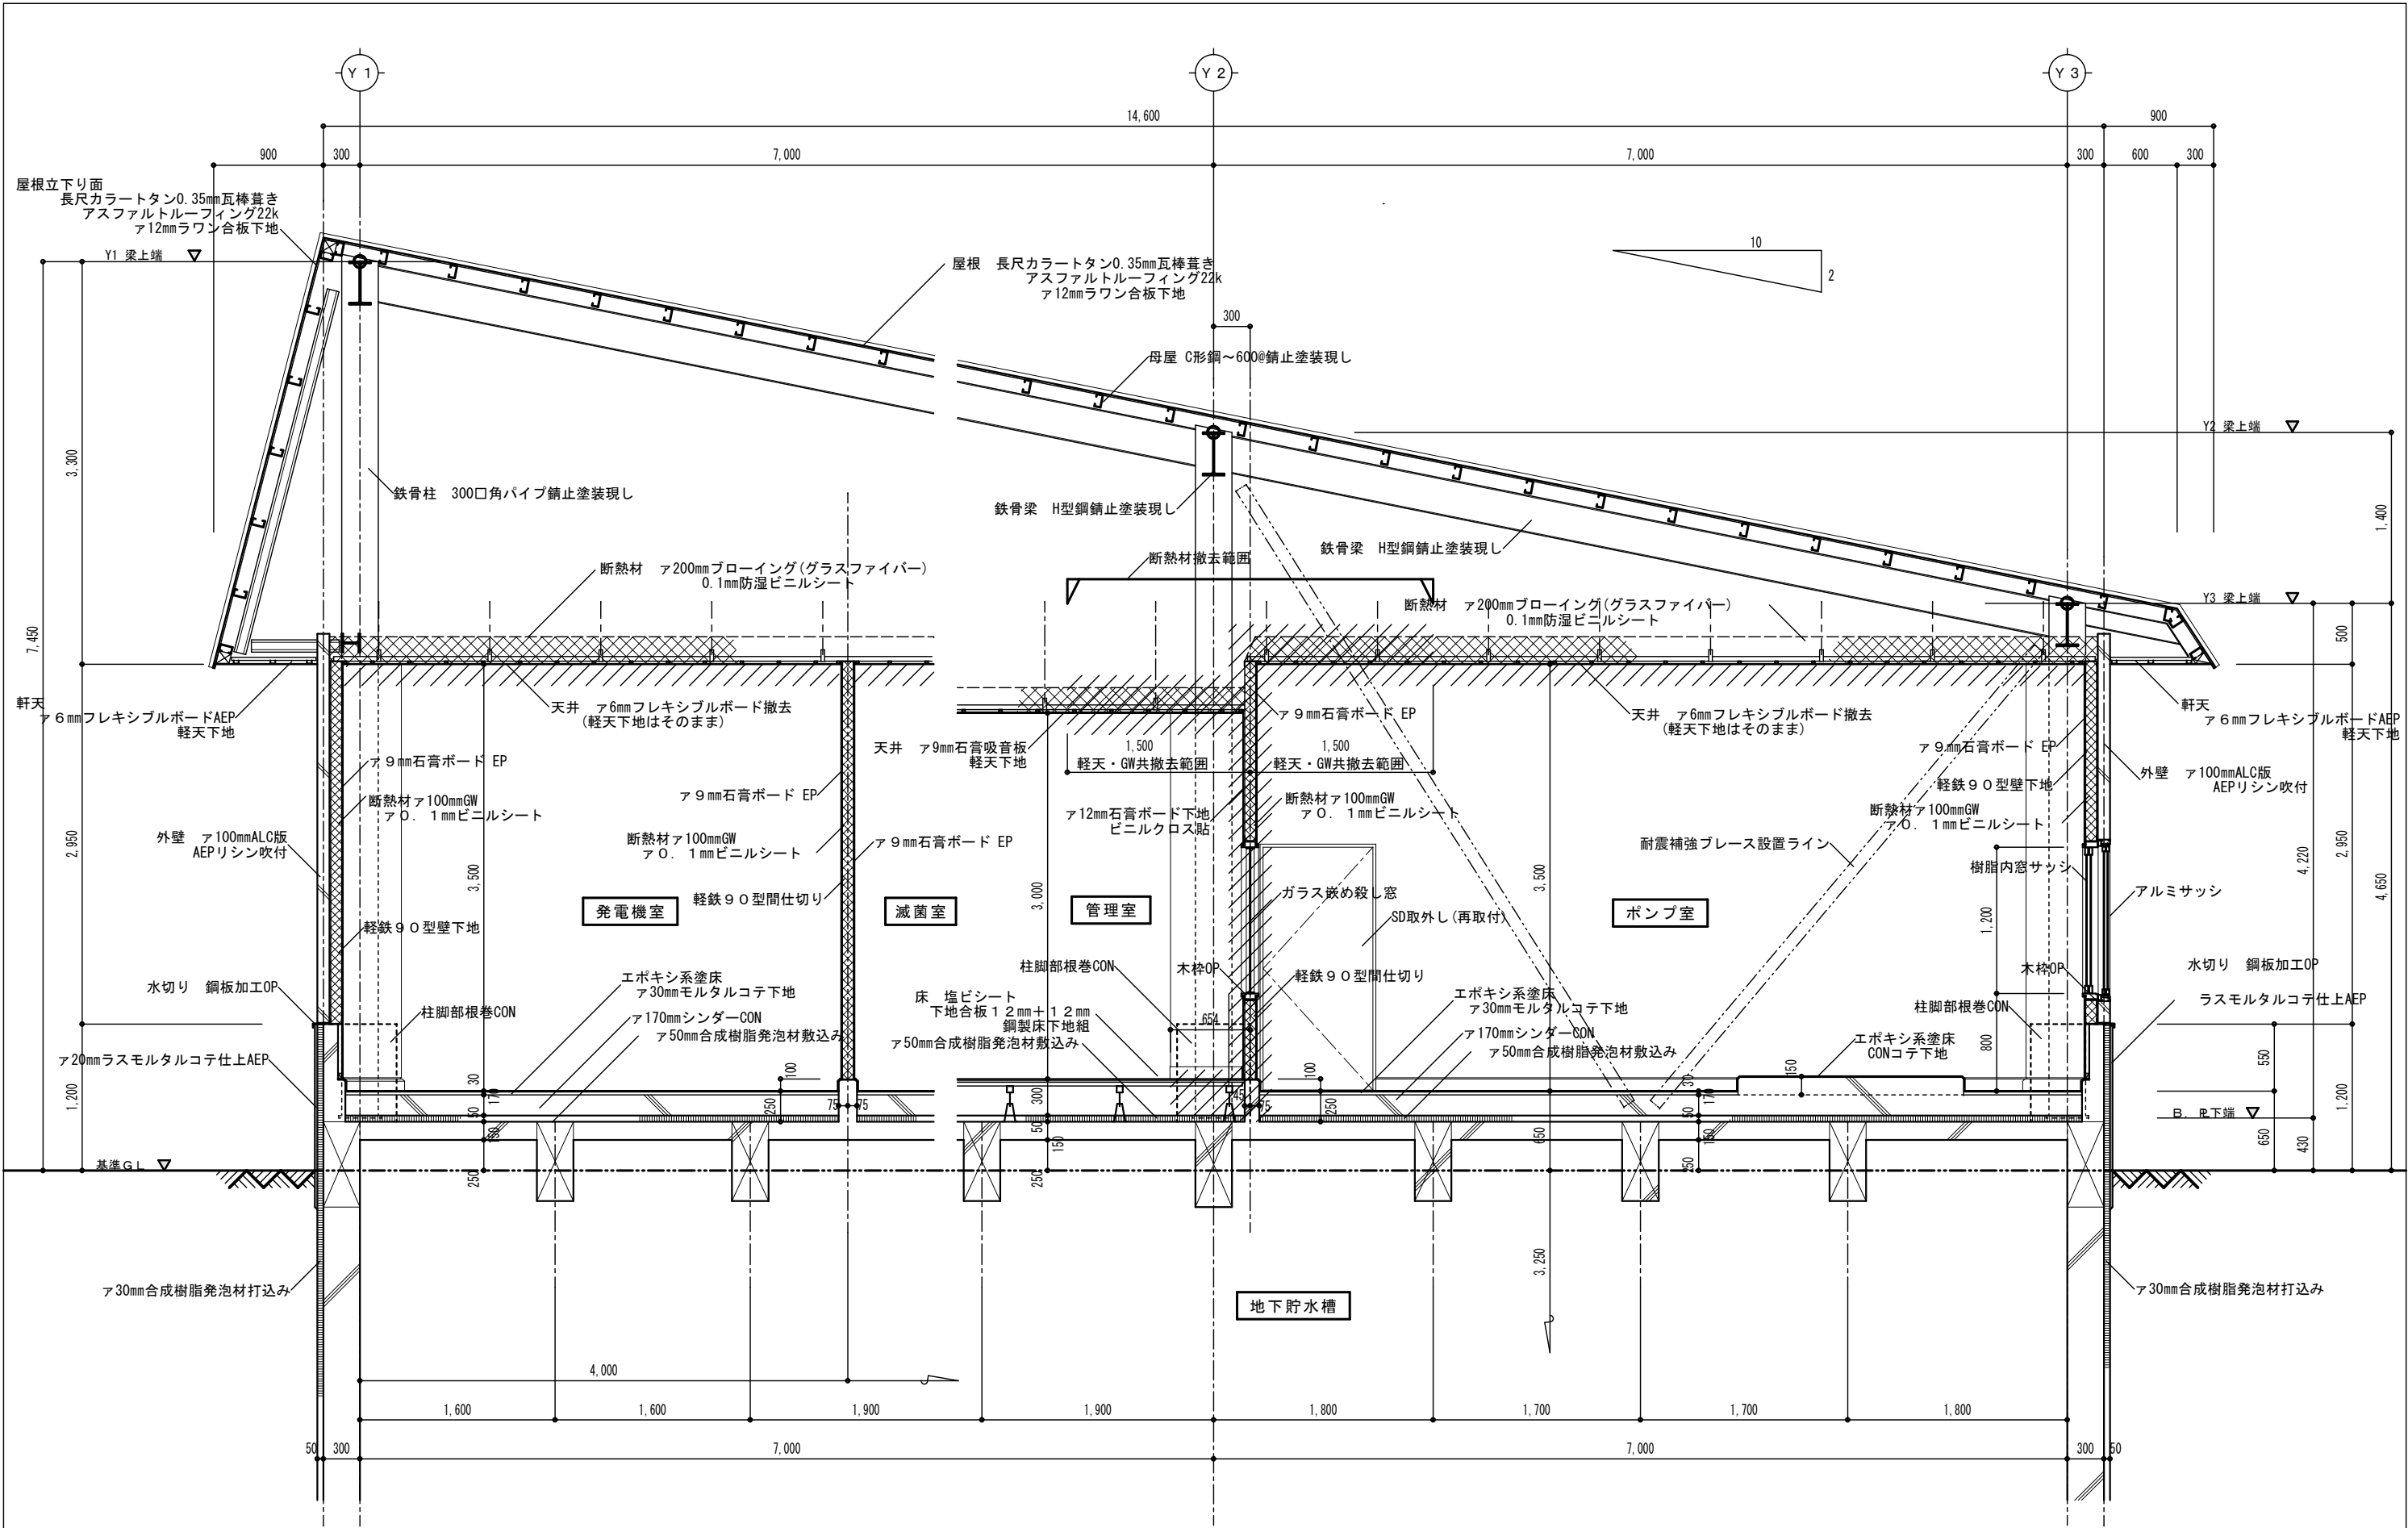 Y 1
Y 2
Y 3
14,600
900
900
300
7,000
7,000
300
600
300
屋根立下り面
長尺カラートタン0.35mm瓦棒葺き
アスファルトルーフィング22k
ァ12mmラワン合板下地
Y1 梁上端
屋根 長尺カラートタン0.35mm瓦棒葺き
アスファルトルーフィング22k
ァ12mmラワン合板下地
10
2
300
母屋 C形鋼～600@錆止塗装現し
Y2 梁上端
3,300
7,450
鉄骨柱 300口角パイプ錆止塗装現し
鉄骨梁 H型鋼錆止塗装現し
鉄骨梁 H型鋼錆止塗装現し
1,400
断熱材撤去範囲
断熱材 ァ200mmブローイング(グラスファイバー)
0.1mm防湿ビニルシート
断熱材 ァ200mmブローイング(グラスファイバー)
0.1mm防湿ビニルシート
Y3 梁上端
500
軒天
ァ６mmフレキシブルボードAEP
軽天下地
天井 ァ6mmフレキシブルボード撤去
(軽天下地はそのまま)
天井 ァ9mm石膏吸音板
軽天下地
1,500
軽天・GW共撤去範囲
1,500
軽天・GW共撤去範囲
ァ９mm石膏ボード EP
天井 ァ6mmフレキシブルボード撤去
(軽天下地はそのまま)
軒天
ァ６mmフレキシブルボードAEP
軽天下地
ァ９mm石膏ボード EP
断熱材ァ100mmGW
ァ０．１mmビニルシート
外壁 ァ100mmALC版
AEPリシン吹付
2,950
3,500
軽鉄９０型壁下地
発電機室
ァ９mm石膏ボード EP
断熱材ァ100mmGW
ァ０．１mmビニルシート
軽鉄９０型間仕切り
ァ９mm石膏ボード EP
滅菌室
ァ12mm石膏ボード下地
ビニルクロス貼
3,000
管理室
断熱材ァ100mmGW
ァ０．１mmビニルシート
ガラス嵌め殺し窓
SD取外し(再取付)
軽鉄９０型間仕切り
3,500
ポンプ室
耐震補強ブレース設置ライン
ァ９mm石膏ボード EP
軽鉄９０型壁下地
断熱材ァ100mmGW
ァ０．１mmビニルシート
外壁 ァ100mmALC版
AEPリシン吹付
樹脂内窓サッシ
アルミサッシ
1,200
4,220
2,950
4,650
水切り 鋼板加工OP
柱脚部根巻CON
エポキシ系塗床
ァ30mmモルタルコテ下地
ァ170mmシンダーCON
ァ50mm合成樹脂発泡材敷込み
柱脚部根巻CON
木枠OP
床 塩ビシート
下地合板１２mm＋１２mm
鋼製床下地組
ァ50mm合成樹脂発泡材敷込み
654
エポキシ系塗床
ァ30mmモルタルコテ下地
ァ170mmシンダーCON
ァ50mm合成樹脂発泡材敷込み
エポキシ系塗床
CONコテ下地
木枠OP
柱脚部根巻CON
水切り 鋼板加工OP
ラスモルタルコテ仕上AEP
ァ20mmラスモルタルコテ仕上AEP
1,200
30
170
50
150
250
100
250
75
75
300
50
150
250
45
75
100
250
650
30
170
50
150
250
150
800
550
650
430
1,200
B. PL下端
基準ＧＬ
ァ30mm合成樹脂発泡材打込み
3,250
地下貯水槽
ァ30mm合成樹脂発泡材打込み
4,000
1,600
1,600
1,900
1,900
1,800
1,700
1,700
1,800
50
300
7,000
7,000
300
50